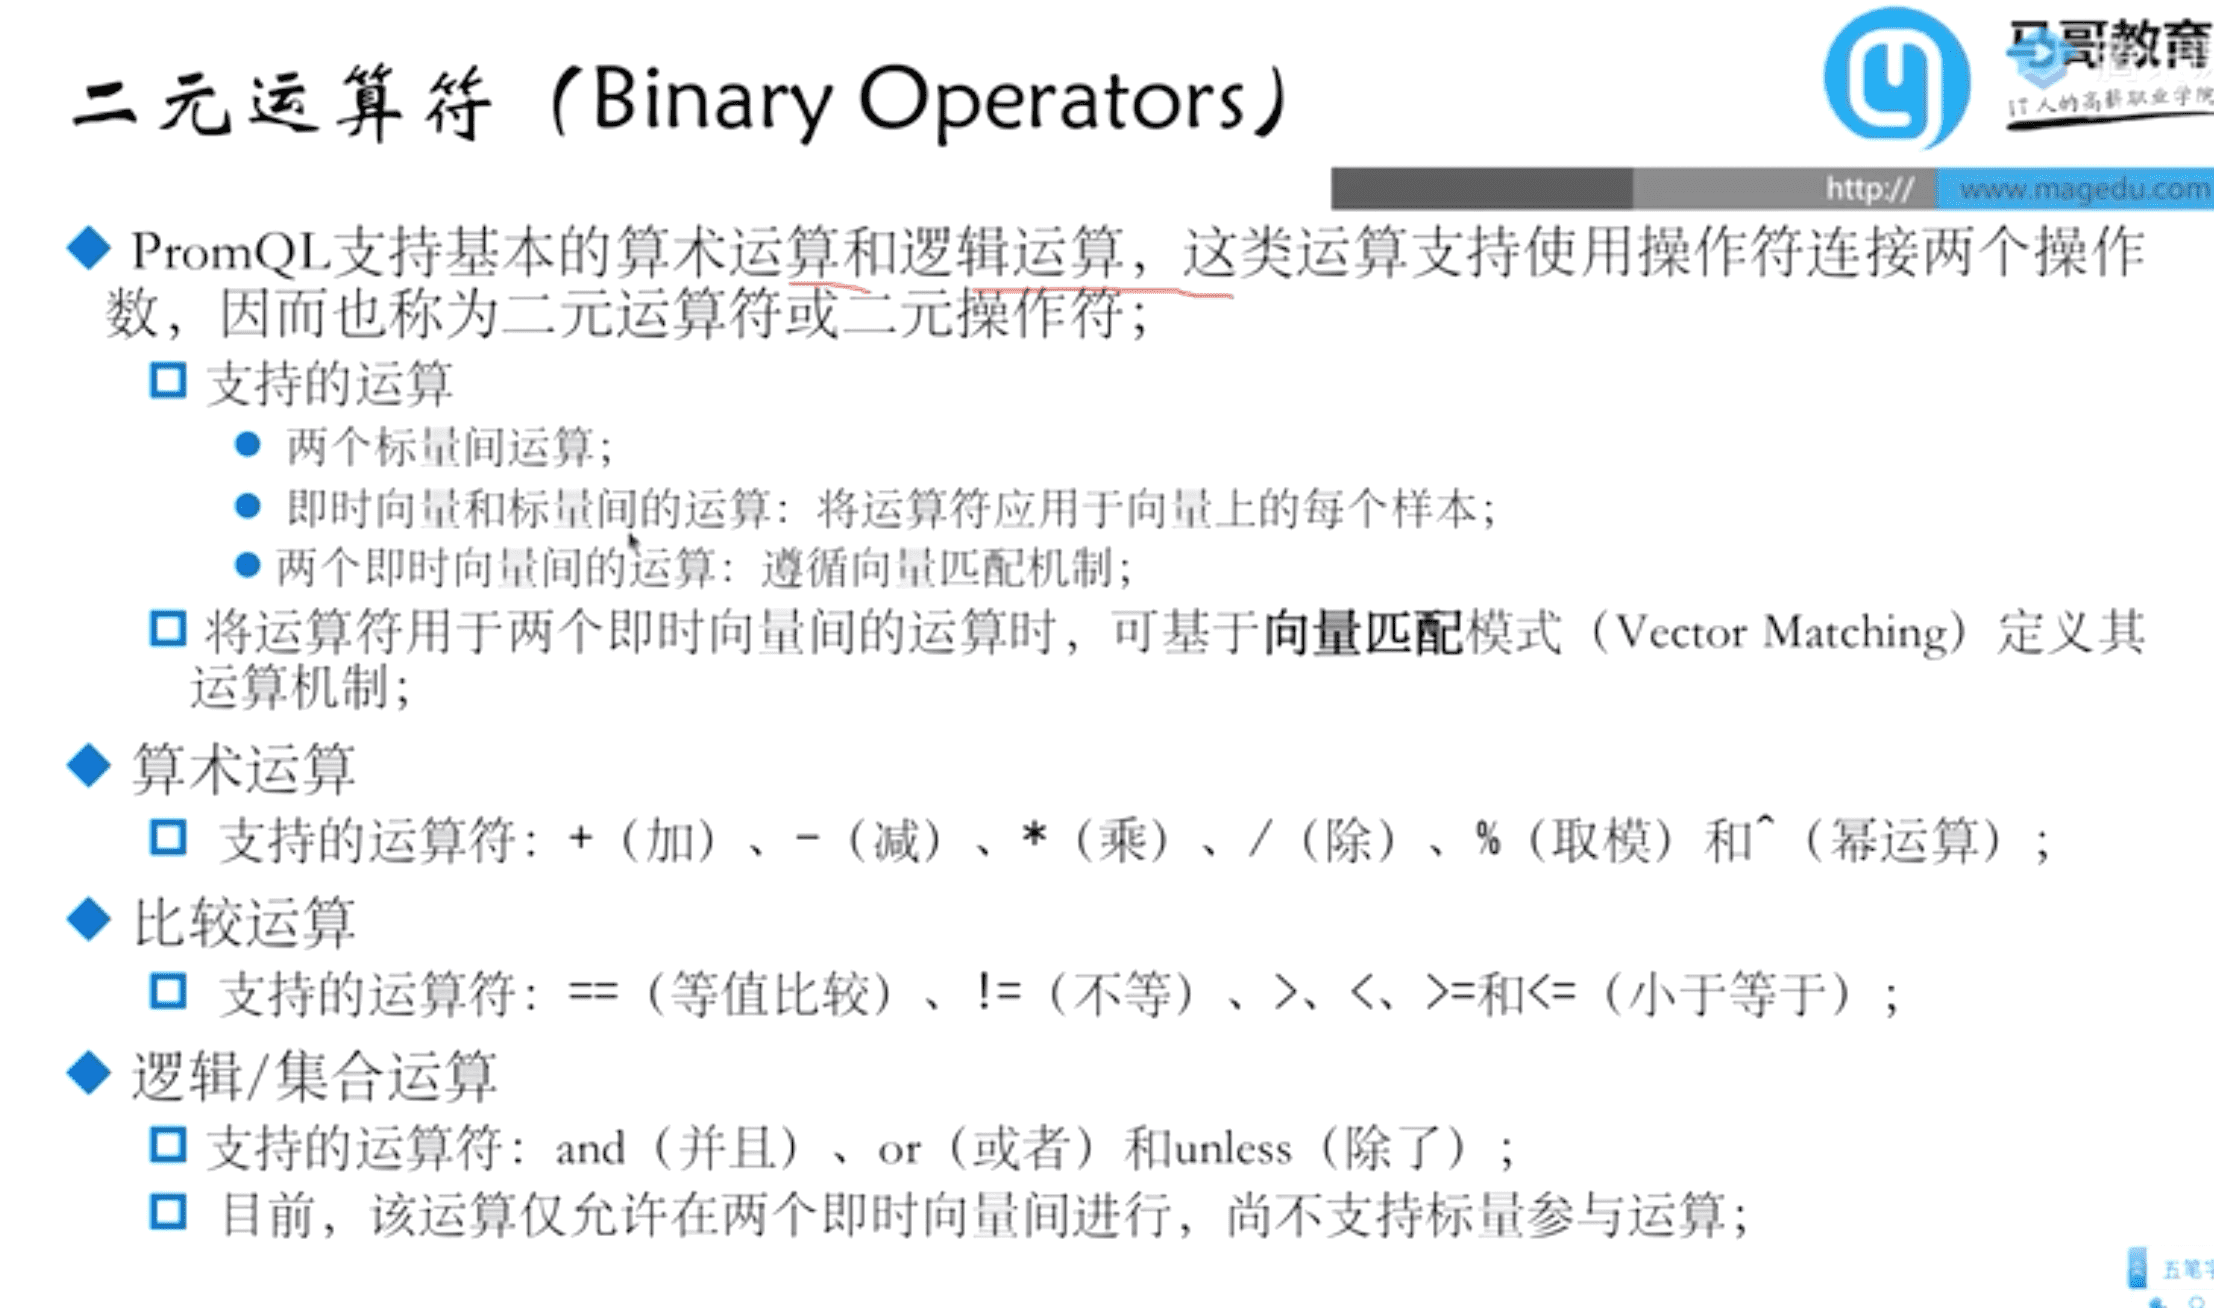 二元运算符（Binary Operators）
马哥教育
IT人的高薪职业学院
http:// www.magedu.com
PromQL支持基本的算术运算和逻辑运算，这类运算支持使用操作符连接两个操作
数，因而也称为二元运算符或二元操作符；
支持的运算
两个标量间运算；
即时向量和标量间的运算：将运算符应用于向量上的每个样本；
两个即时向量间的运算：遵循向量匹配机制；
将运算符用于两个即时向量间的运算时，可基于向量匹配模式（Vector Matching）定义其
运算机制；
算术运算
支持的运算符：+（加）、-（减）、*（乘）、/（除）、%（取模）和^（幂运算）；
比较运算
支持的运算符：==（等值比较）、!=（不等）、>、<、>=和<=（小于等于）；
逻辑/集合运算
支持的运算符：and（并且）、or（或者）和unless（除了）；
目前，该运算仅允许在两个即时向量间进行，尚不支持标量参与运算；
五笔字